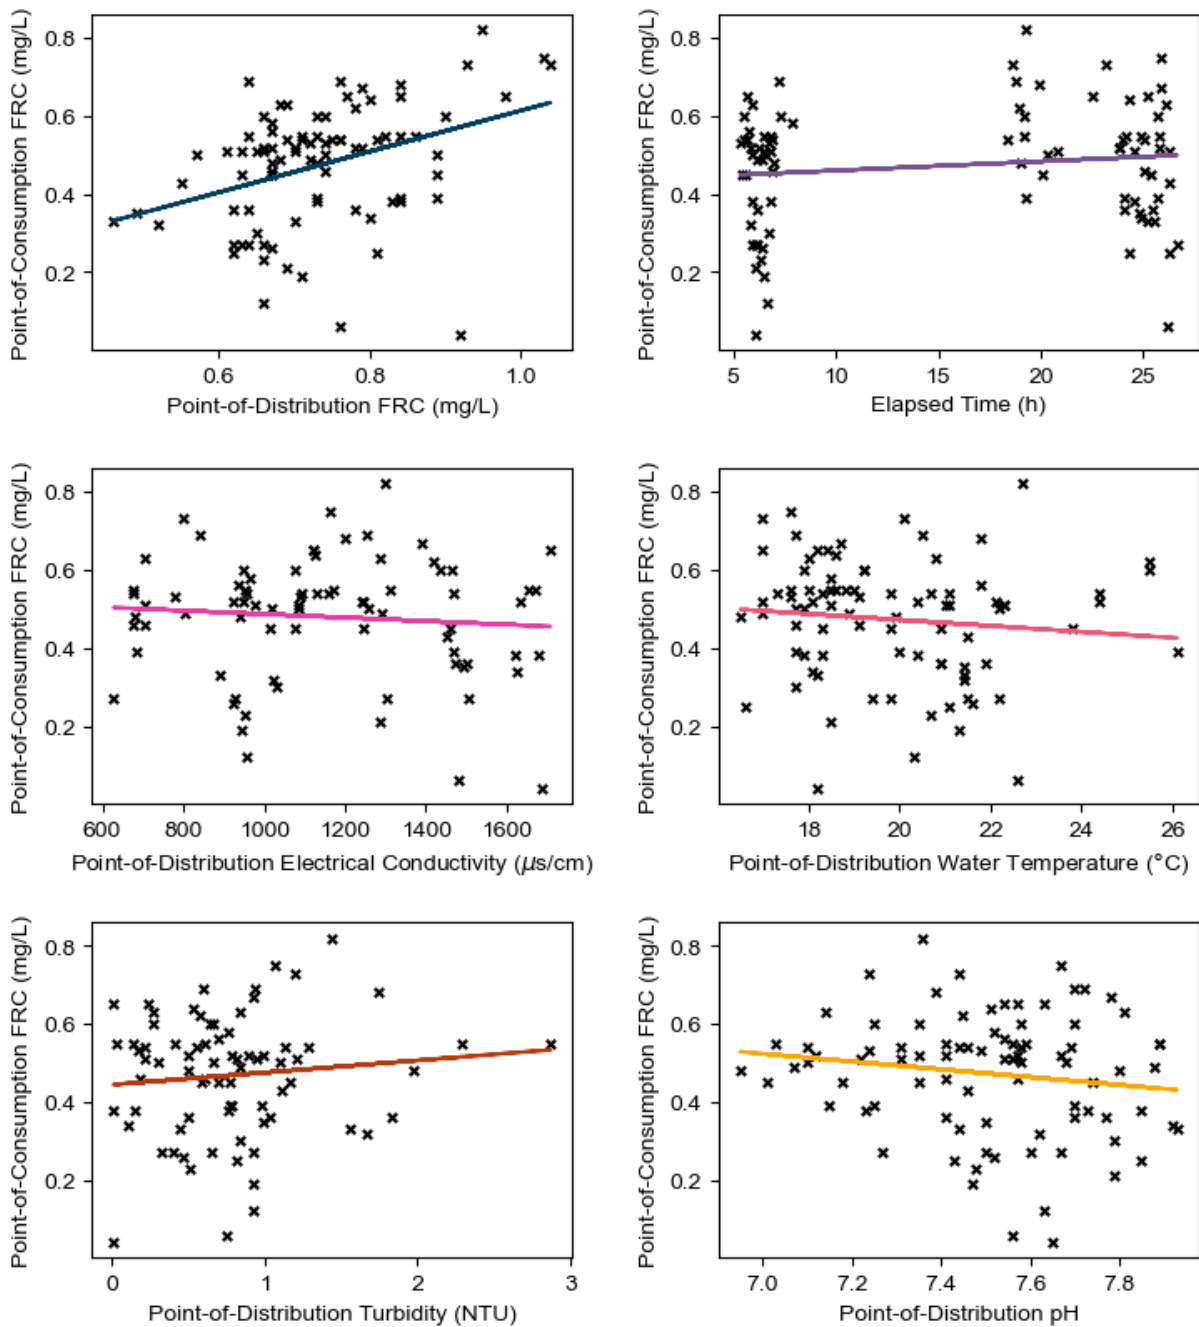 Point-of-Consumption FRC (mg/L)
0.8
0.6
0.4
0.2
0.6 0.8 1.0
Point-of-Distribution FRC (mg/L)
Point-of-Consumption FRC (mg/L)
0.8
0.6
0.4
0.2
5 10 15 20 25
Elapsed Time (h)
Point-of-Consumption FRC (mg/L)
0.8
0.6
0.4
0.2
600 800 1000 1200 1400 1600
Point-of-Distribution Electrical Conductivity (μs/cm)
Point-of-Consumption FRC (mg/L)
0.8
0.6
0.4
0.2
18 20 22 24 26
Point-of-Distribution Water Temperature (°C)
Point-of-Consumption FRC (mg/L)
0.8
0.6
0.4
0.2
0 1 2 3
Point-of-Distribution Turbidity (NTU)
Point-of-Consumption FRC (mg/L)
0.8
0.6
0.4
0.2
7.0 7.2 7.4 7.6 7.8
Point-of-Distribution pH